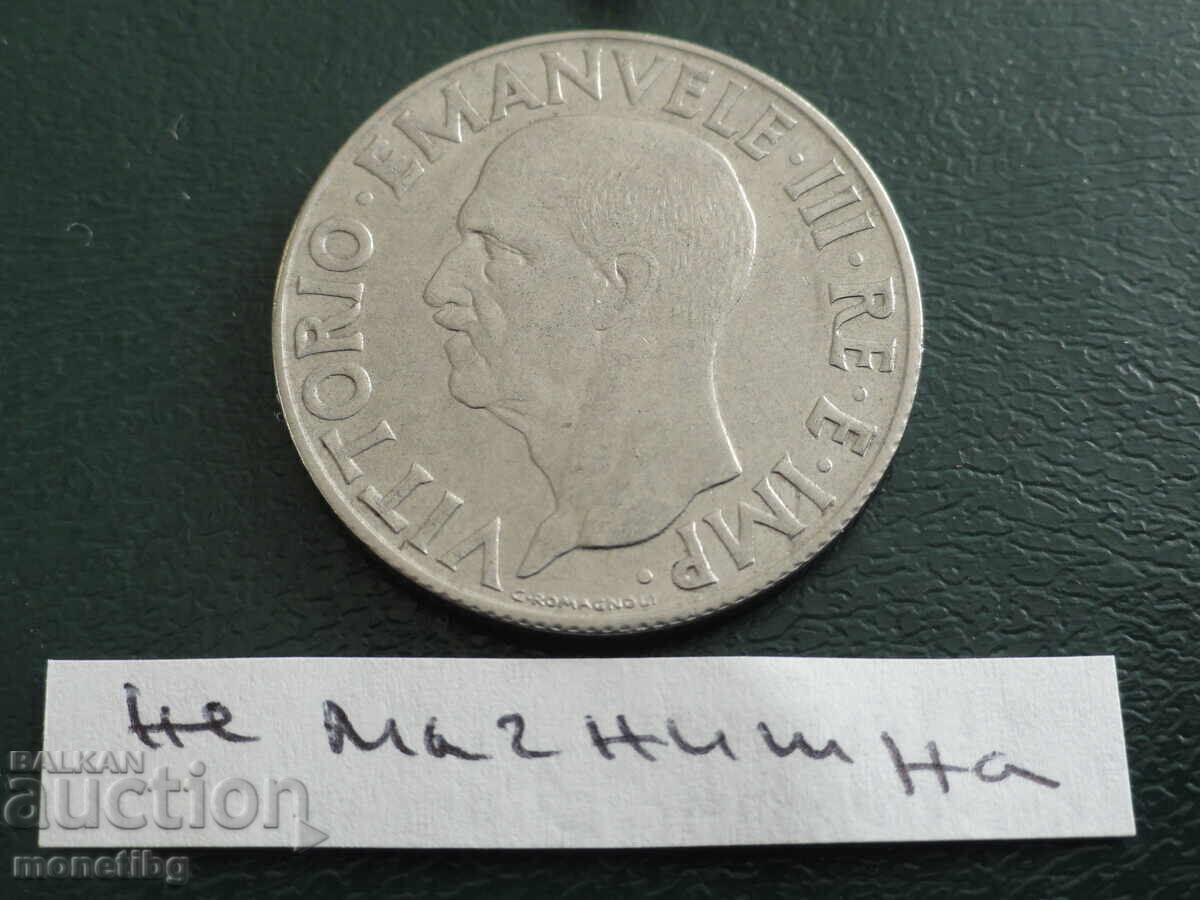 VITTORIO · EMANVELE · III · RE · E · IMP ·
C·ROMAGNOLI
не магнитна
BALKAN
auction
monetibg